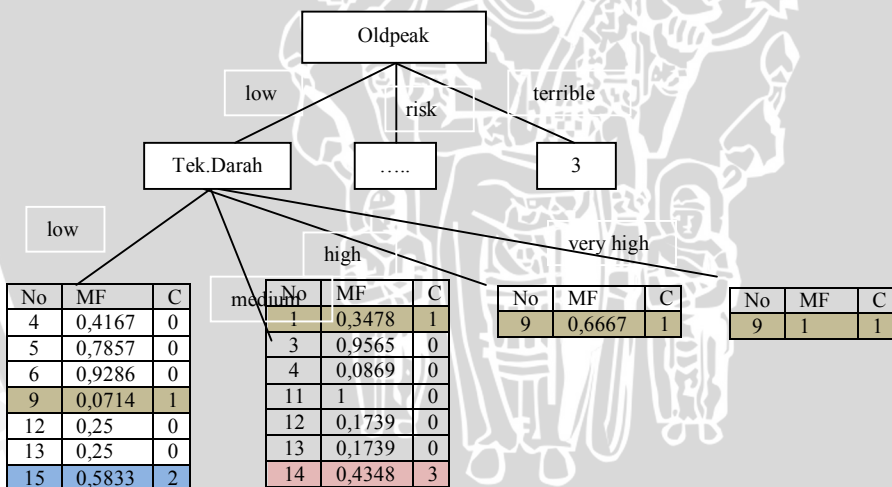 Oldpeak
low
risk
terrible
Tek.Darah
…..
3
low
medium
high
very high
No MF C
4 0,4167 0
5 0,7857 0
6 0,9286 0
9 0,0714 1
12 0,25 0
13 0,25 0
15 0,5833 2
No MF C
1 0,3478 1
3 0,9565 0
4 0,0869 0
11 1 0
12 0,1739 0
13 0,1739 0
14 0,4348 3
No MF C
9 0,6667 1
No MF C
9 1 1